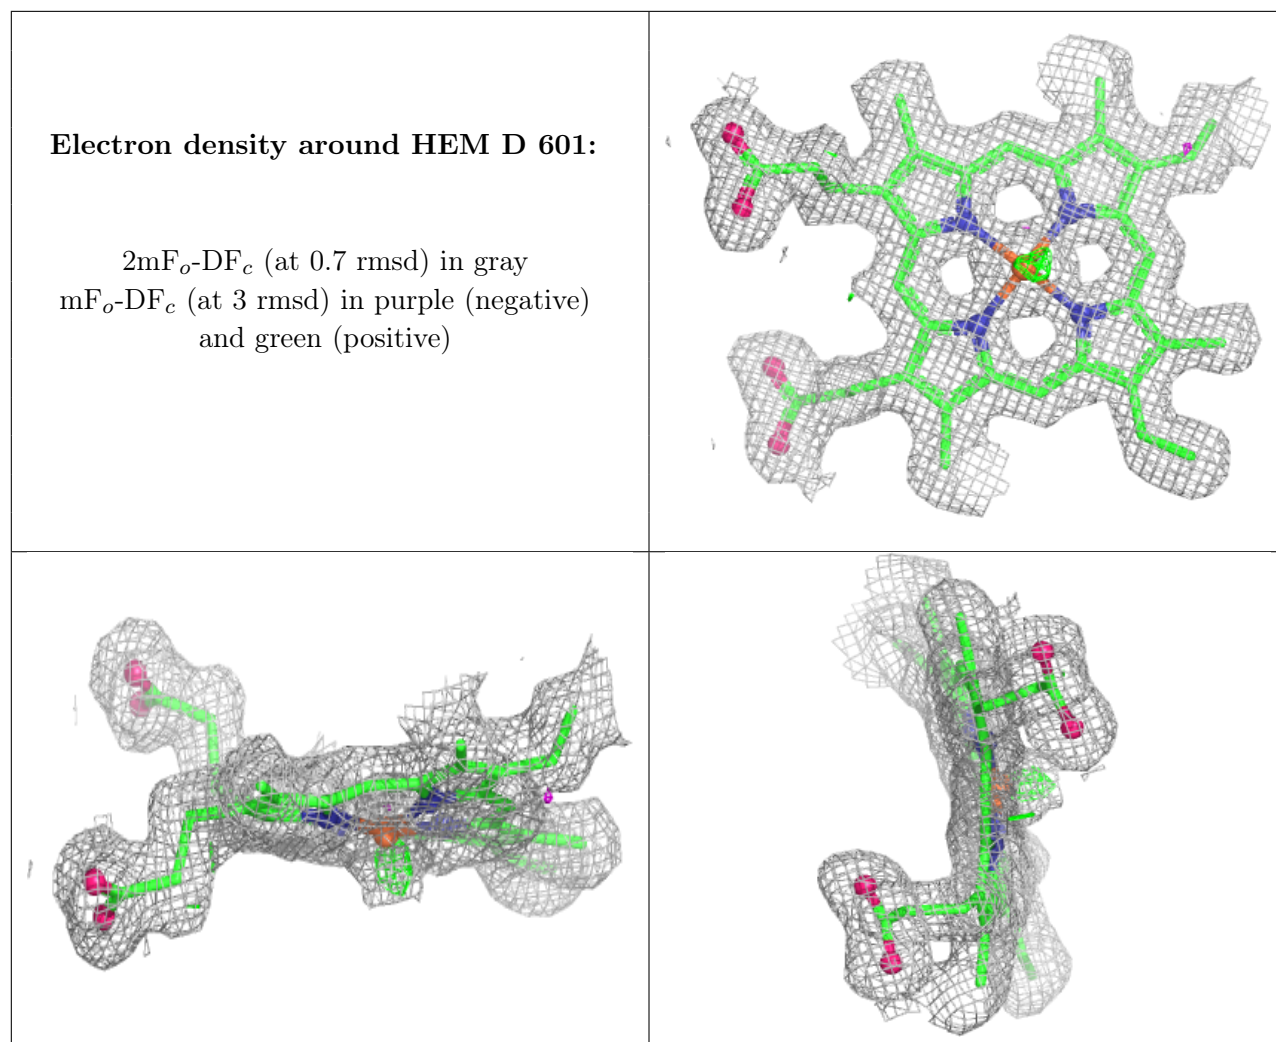 Electron density around HEM D 601:
2mFo-DFc (at 0.7 rmsd) in gray
mFo-DFc (at 3 rmsd) in purple (negative)
and green (positive)